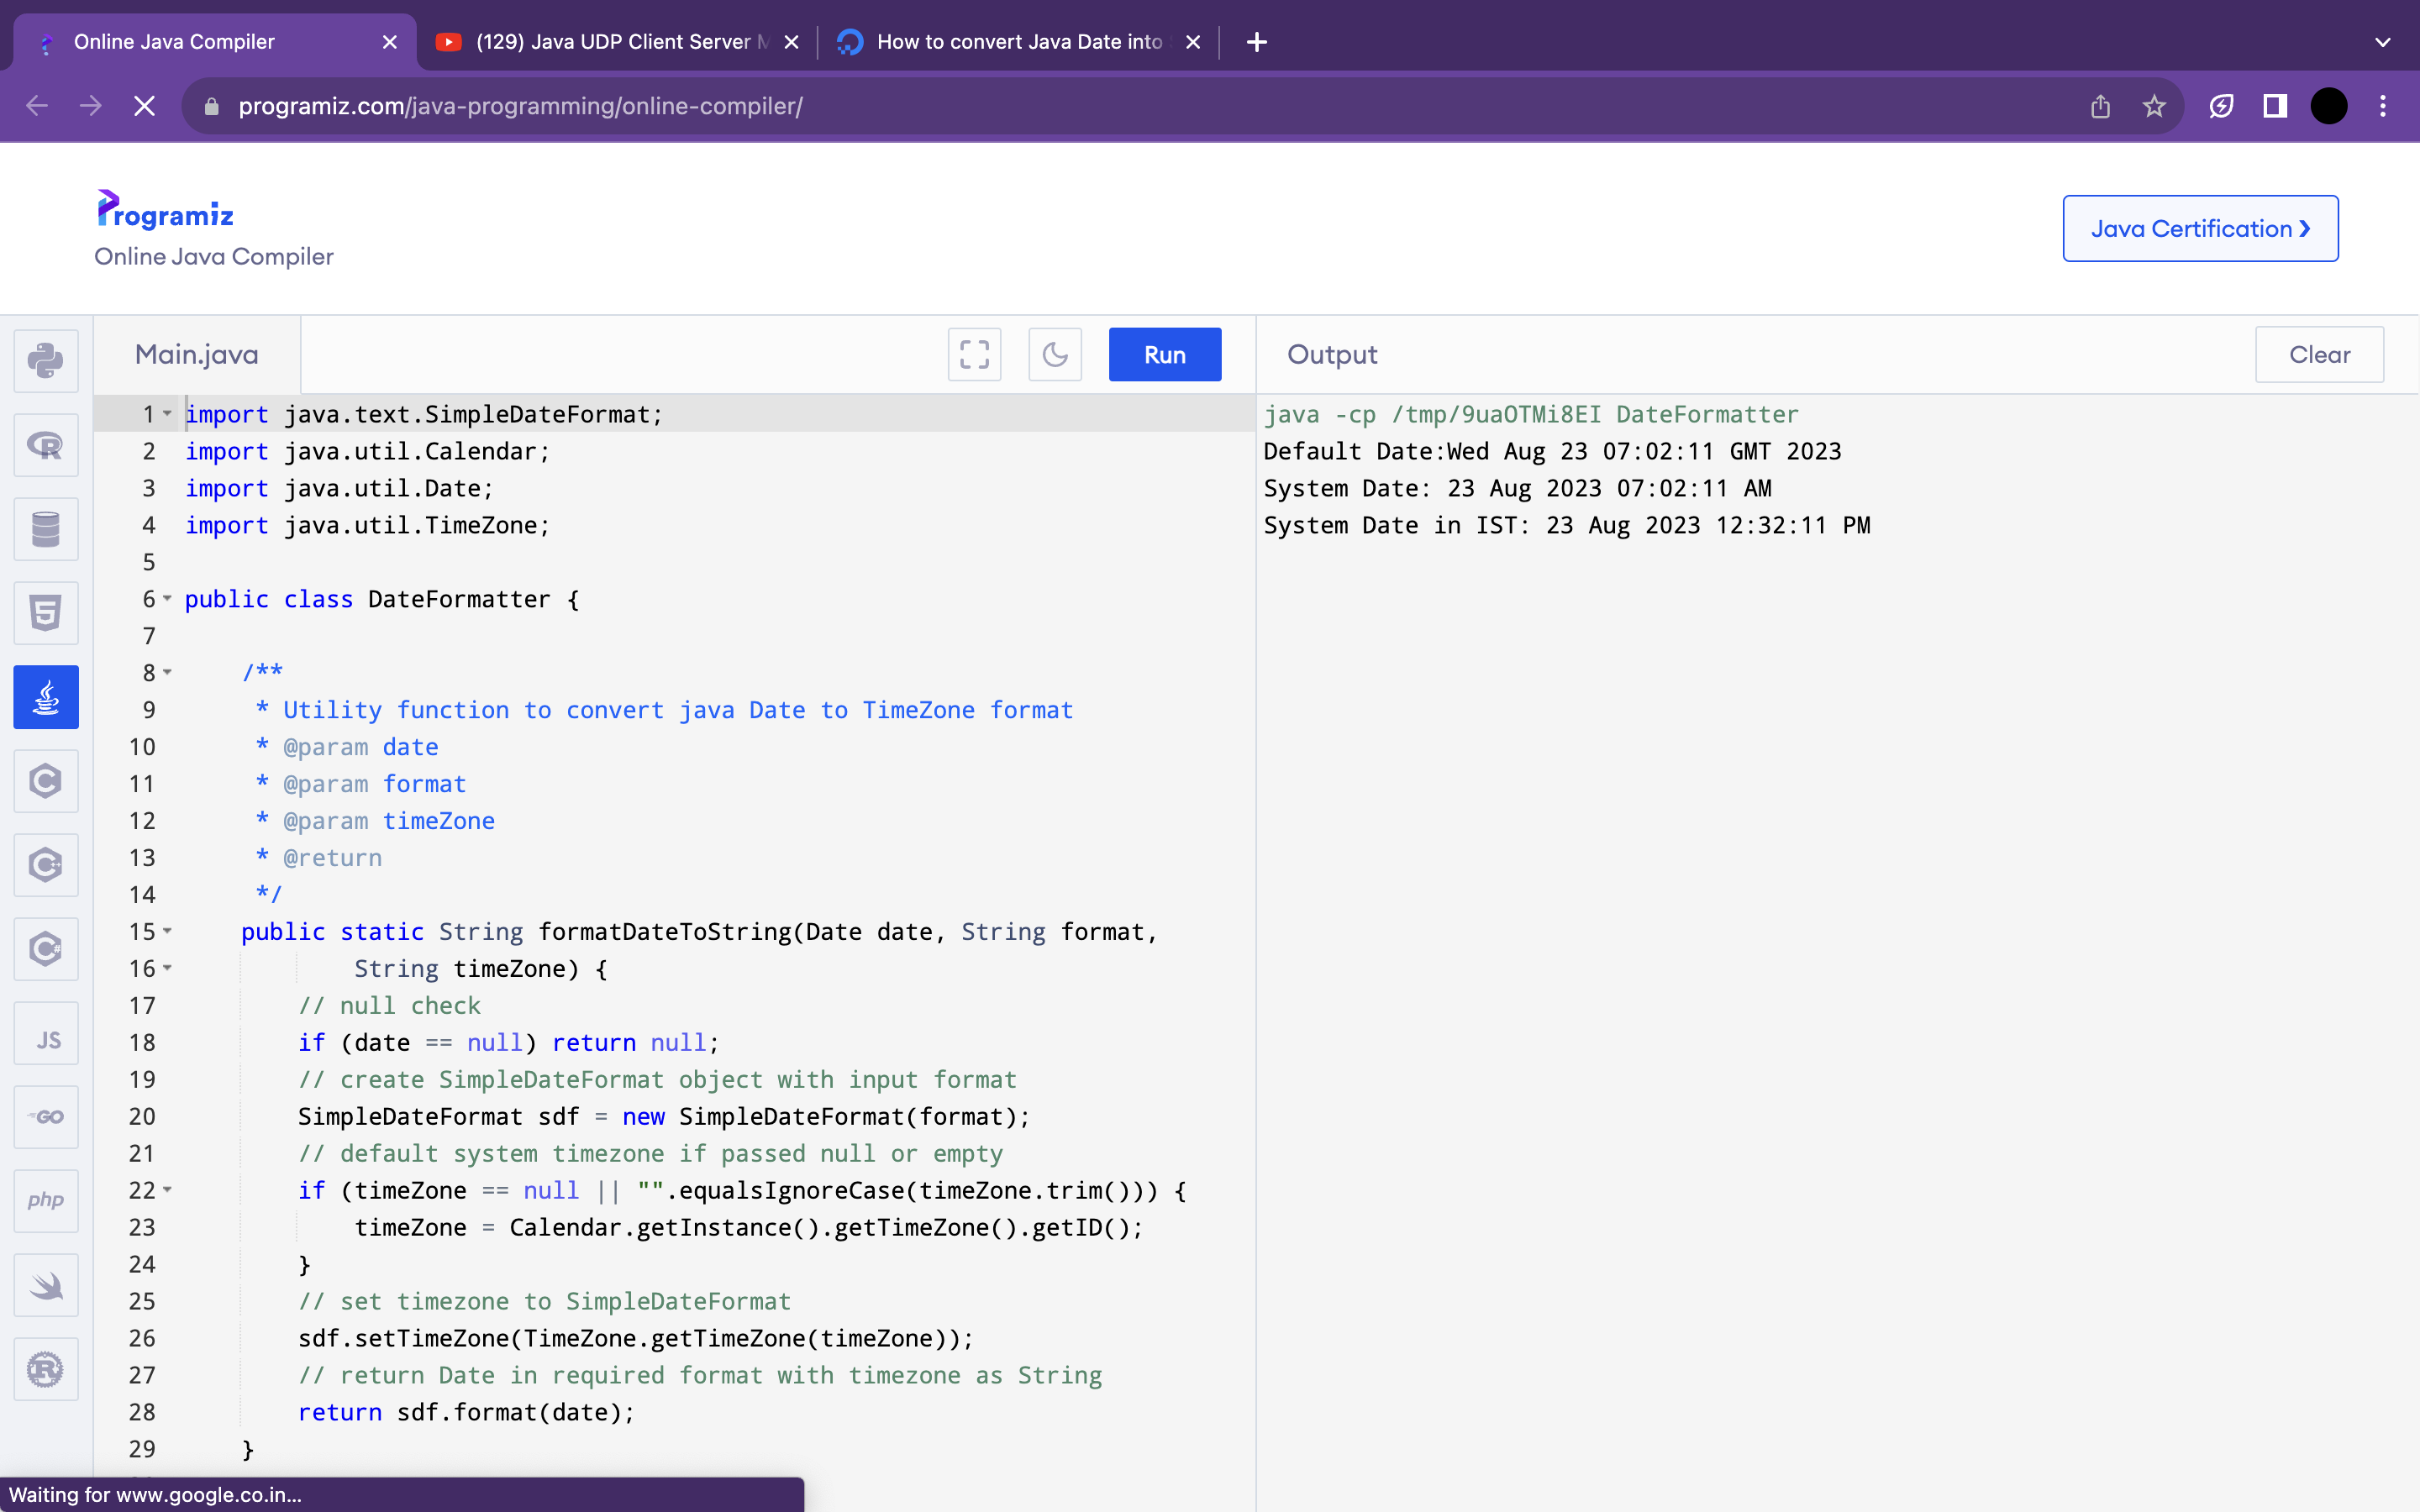 Online Java Compiler
(129) Java UDP Client Server
How to convert Java Date into
programiz.com/java-programming/online-compiler/
Programiz
Online Java Compiler
Java Certification ❯
Main.java
Run
Output
Clear
1 import java.text.SimpleDateFormat;
2 import java.util.Calendar;
3 import java.util.Date;
4 import java.util.TimeZone;
5
6 public class DateFormatter {
7
8 /**
9 * Utility function to convert java Date to TimeZone format
10 * @param date
11 * @param format
12 * @param timeZone
13 * @return
14 */
15 public static String formatDateToString(Date date, String format,
16 String timeZone) {
17 // null check
18 if (date == null) return null;
19 // create SimpleDateFormat object with input format
20 SimpleDateFormat sdf = new SimpleDateFormat(format);
21 // default system timezone if passed null or empty
22 if (timeZone == null || "".equalsIgnoreCase(timeZone.trim())) {
23 timeZone = Calendar.getInstance().getTimeZone().getID();
24 }
25 // set timezone to SimpleDateFormat
26 sdf.setTimeZone(TimeZone.getTimeZone(timeZone));
27 // return Date in required format with timezone as String
28 return sdf.format(date);
29 }
java -cp /tmp/9uaOTMi8EI DateFormatter
Default Date:Wed Aug 23 07:02:11 GMT 2023
System Date: 23 Aug 2023 07:02:11 AM
System Date in IST: 23 Aug 2023 12:32:11 PM
R
5
C
C++
C#
JS
GO
php
R
Waiting for www.google.co.in...